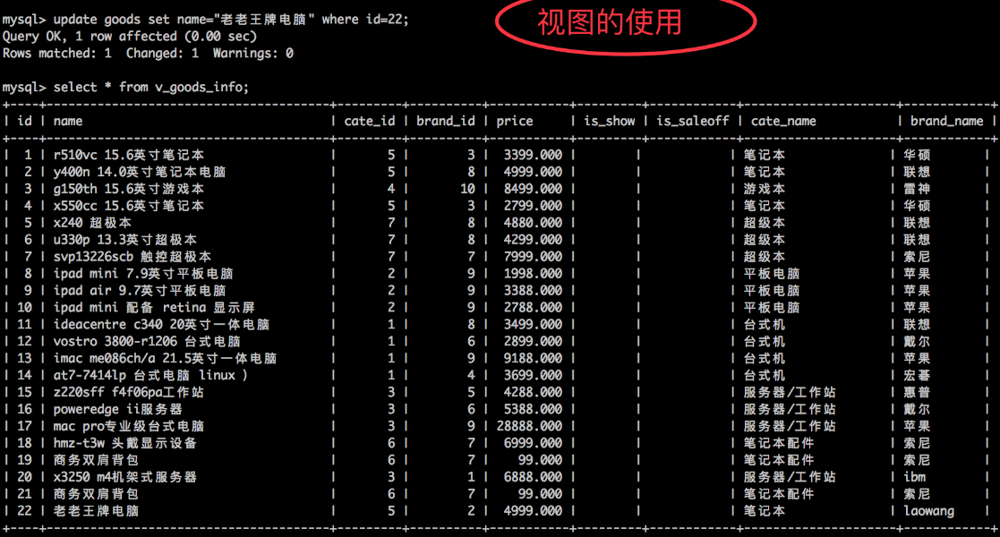 mysql> update goods set name="老老王牌电脑" where id=22;
视图的使用
Query OK, 1 row affected (0.00 sec)
Rows matched: 1  Changed: 1  Warnings: 0
mysql> select * from v_goods_info;
| id | name | cate_id | brand_id | price | is_show | is_saleoff | cate_name | brand_name |
| 1 | r510vc 15.6英寸笔记本 | 5 | 3 | 3399.000 | | | 笔记本 | 华硕 |
| 2 | y400n 14.0英寸笔记本电脑 | 5 | 8 | 4999.000 | | | 笔记本 | 联想 |
| 3 | g150th 15.6英寸游戏本 | 4 | 10 | 8499.000 | | | 游戏本 | 雷神 |
| 4 | x550cc 15.6英寸笔记本 | 5 | 3 | 2799.000 | | | 笔记本 | 华硕 |
| 5 | x240 超极本 | 7 | 8 | 4880.000 | | | 超级本 | 联想 |
| 6 | u330p 13.3英寸超极本 | 7 | 8 | 4299.000 | | | 超级本 | 联想 |
| 7 | svp13226scb 触控超极本 | 7 | 7 | 7999.000 | | | 超级本 | 索尼 |
| 8 | ipad mini 7.9英寸平板电脑 | 2 | 9 | 1998.000 | | | 平板电脑 | 苹果 |
| 9 | ipad air 9.7英寸平板电脑 | 2 | 9 | 3388.000 | | | 平板电脑 | 苹果 |
| 10 | ipad mini 配备 retina 显示屏 | 2 | 9 | 2788.000 | | | 平板电脑 | 苹果 |
| 11 | ideacentre c340 20英寸一体电脑 | 1 | 8 | 3499.000 | | | 台式机 | 联想 |
| 12 | vostro 3800-r1206 台式电脑 | 1 | 6 | 2899.000 | | | 台式机 | 戴尔 |
| 13 | imac me086ch/a 21.5英寸一体电脑 | 1 | 9 | 9188.000 | | | 台式机 | 苹果 |
| 14 | at7-7414lp 台式电脑 linux ) | 1 | 4 | 3699.000 | | | 台式机 | 宏碁 |
| 15 | z220sff f4f06pa工作站 | 3 | 5 | 4288.000 | | | 服务器/工作站 | 惠普 |
| 16 | poweredge ii服务器 | 3 | 6 | 5388.000 | | | 服务器/工作站 | 戴尔 |
| 17 | mac pro专业级台式电脑 | 3 | 9 | 28888.000 | | | 服务器/工作站 | 苹果 |
| 18 | hmz-t3w 头戴显示设备 | 6 | 7 | 6999.000 | | | 笔记本配件 | 索尼 |
| 19 | 商务双肩背包 | 6 | 7 | 99.000 | | | 笔记本配件 | 索尼 |
| 20 | x3250 m4机架式服务器 | 3 | 1 | 6888.000 | | | 服务器/工作站 | ibm |
| 21 | 商务双肩背包 | 6 | 7 | 99.000 | | | 笔记本配件 | 索尼 |
| 22 | 老老王牌电脑 | 5 | 2 | 4999.000 | | | 笔记本 | laowang |